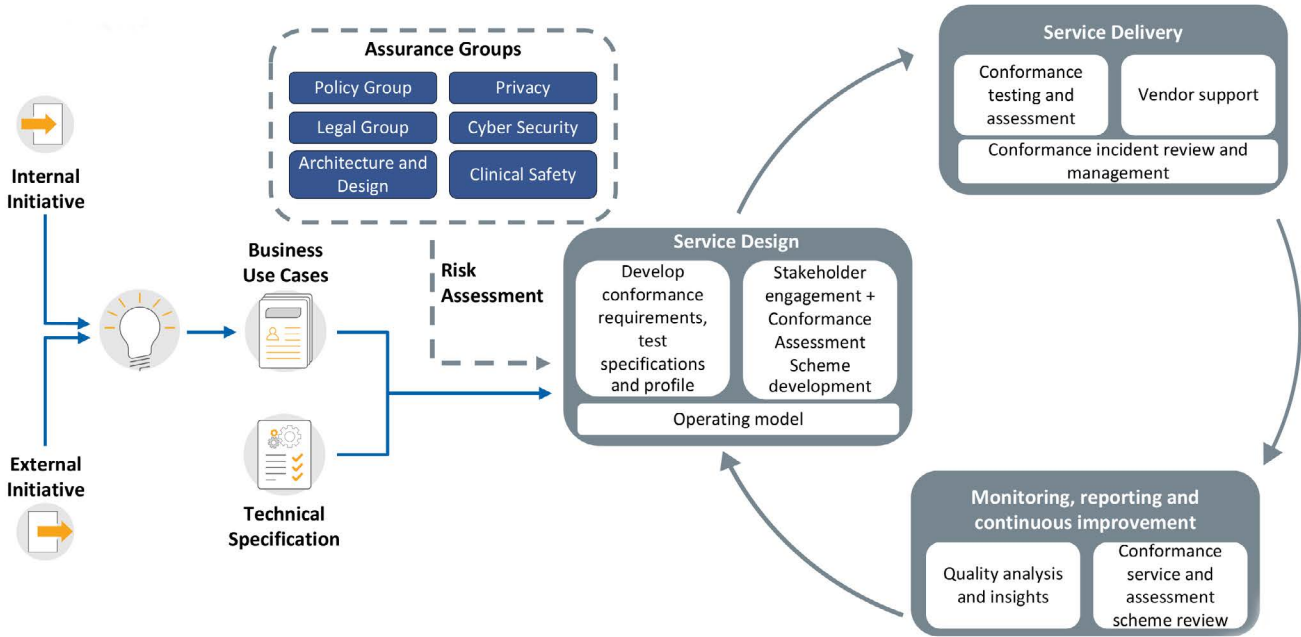 Assurance Groups
Policy Group
Privacy
Legal Group
Cyber Security
Architecture and
Design
Clinical Safety
Internal
Initiative
Business
Use Cases
Risk
Assessment
External
Initiative
Technical
Specification
Service Design
Develop
conformance
requirements,
test
specifications
and profile
Stakeholder
engagement +
Conformance
Assessment
Scheme
development
Operating model
Service Delivery
Conformance
testing and
assessment
Vendor support
Conformance incident review and
management
Monitoring, reporting and
continuous improvement
Quality analysis
and insights
Conformance
service and
assessment
scheme review